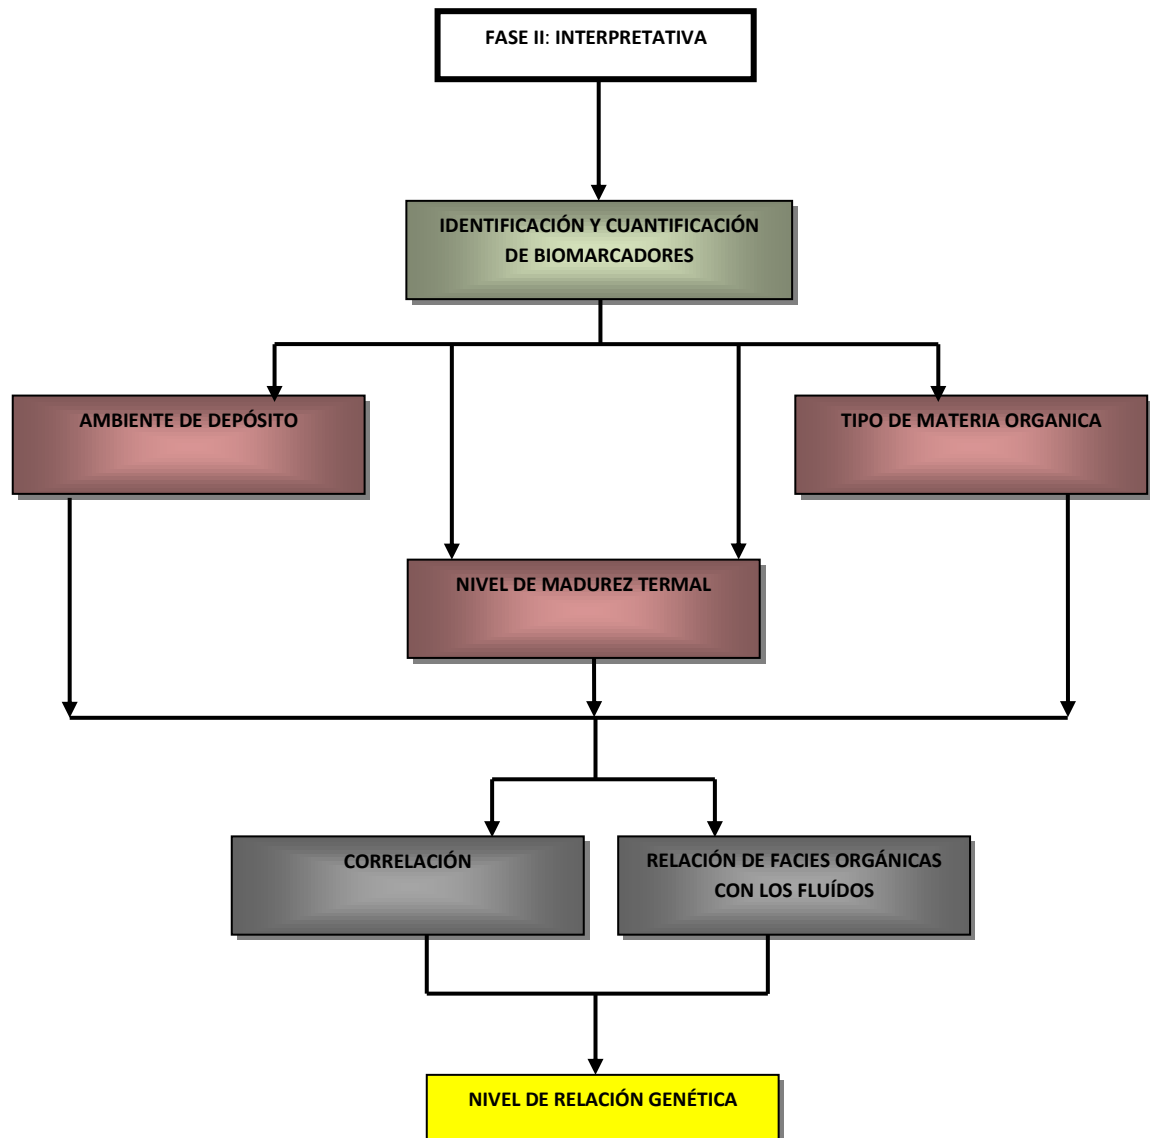 FASE II: INTERPRETATIVA
IDENTIFICACIÓN Y CUANTIFICACIÓN
DE BIOMARCADORES
AMBIENTE DE DEPÓSITO
TIPO DE MATERIA ORGANICA
NIVEL DE MADUREZ TERMAL
CORRELACIÓN
RELACIÓN DE FACIES ORGÁNICAS
CON LOS FLUÍDOS
NIVEL DE RELACIÓN GENÉTICA